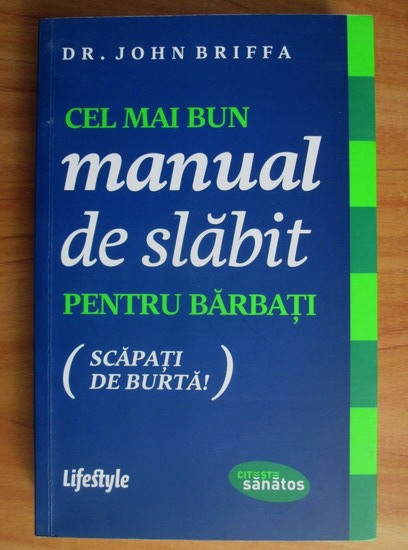 DR. JOHN BRIFFA
CEL MAI BUN
manual
de slăbit
PENTRU BĂRBAȚI
(SCĂPAȚI
DE BURTĂ!)
Lifestyle
CITEȘTE
sănătos